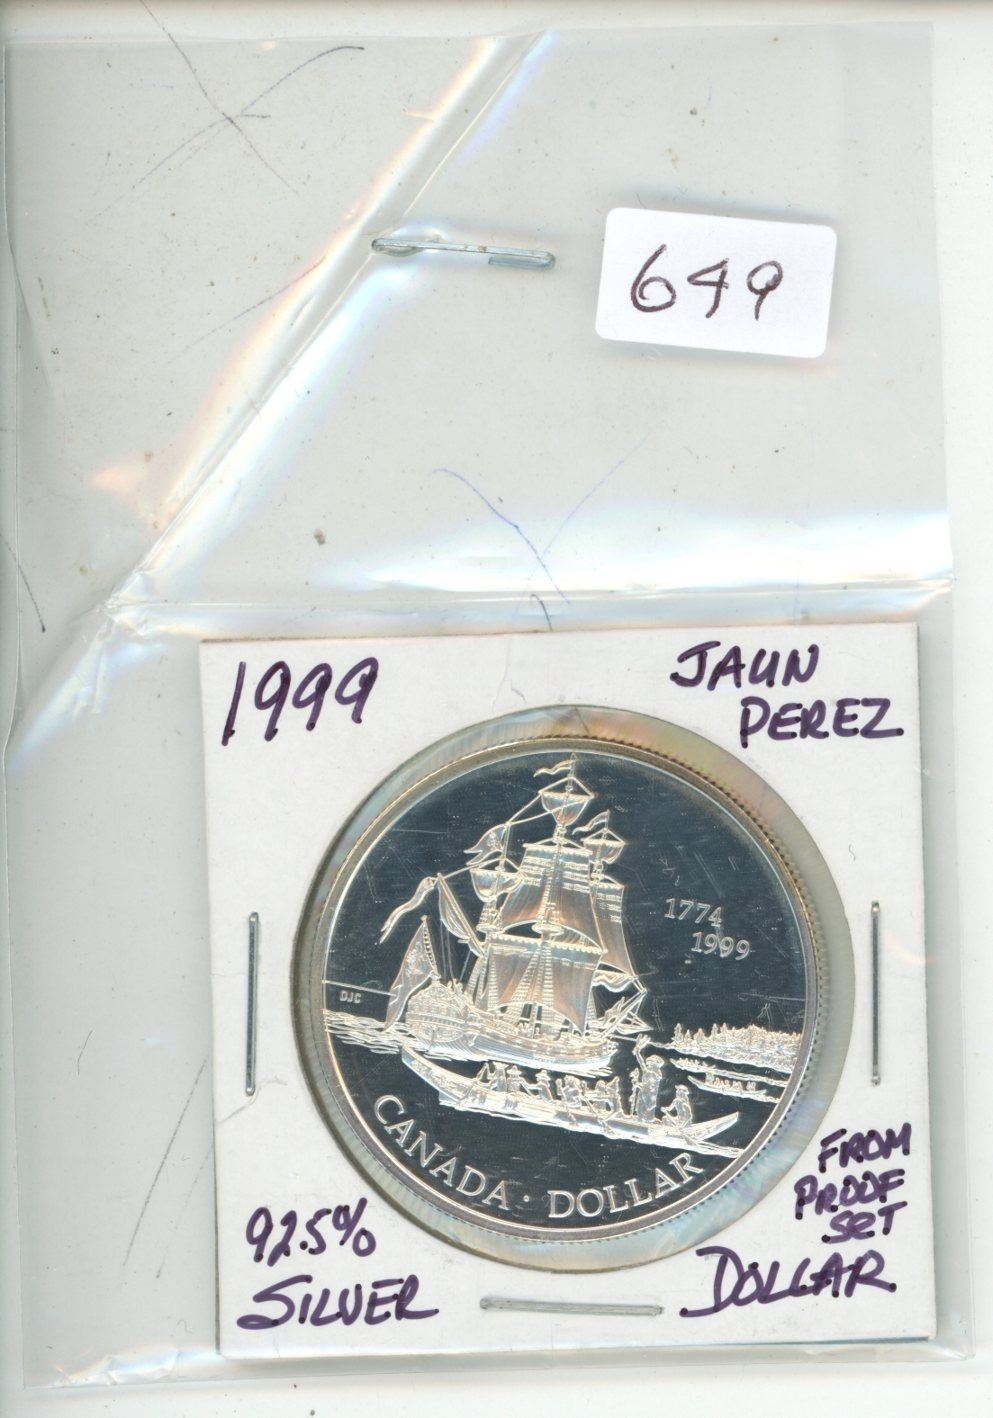 649
1999
JAUN
PEREZ
1774
1999
DJC
CANADA · DOLLAR
92.5%
SILVER
FROM
PROOF
SET
DOLLAR